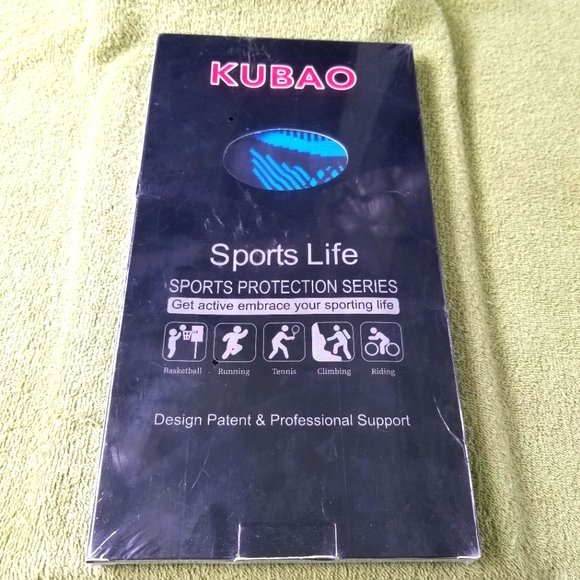 KUBAO
Sports Life
SPORTS PROTECTION SERIES
Get active embrace your sporting life
Basketball Running Tennis Climbing Riding
Design Patent & Professional Support